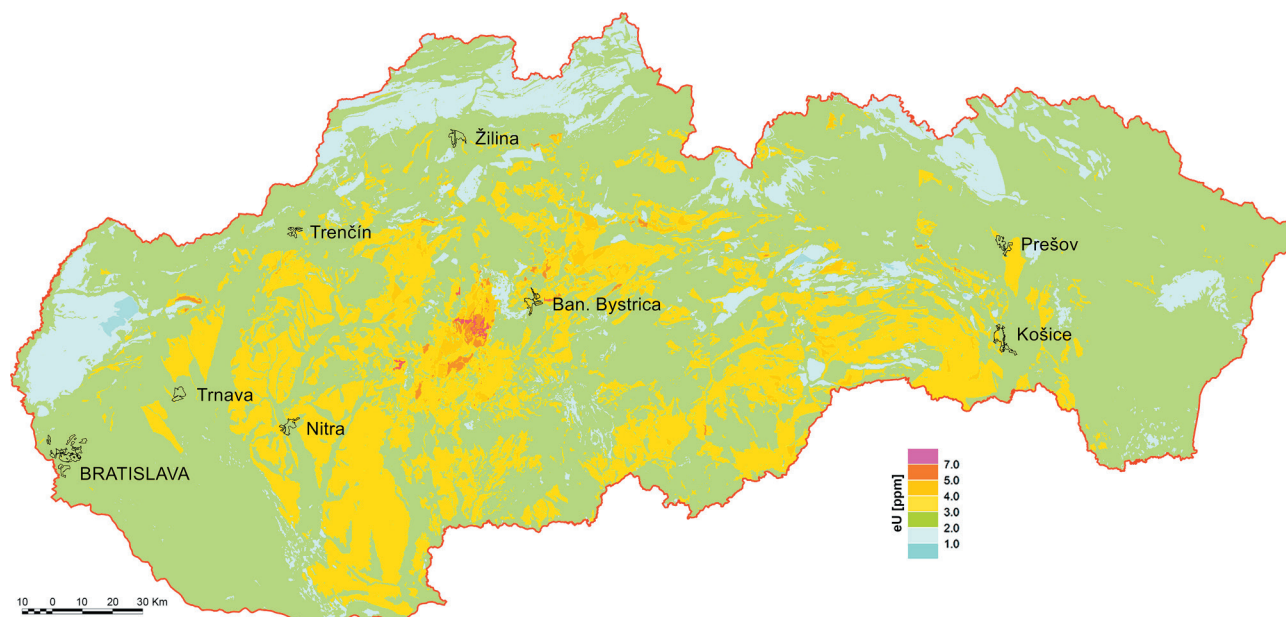 Žilina
Trenčín
Prešov
Ban. Bystrica
Košice
Trnava
Nitra
BRATISLAVA
eU [ppm]
7.0
5.0
4.0
3.0
2.0
1.0
10 0 10 20 30 Km